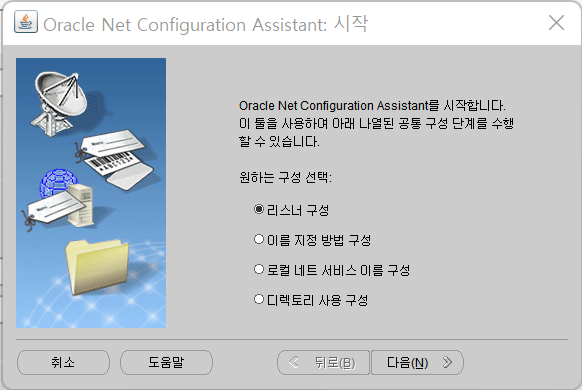 Oracle Net Configuration Assistant: 시작
Oracle Net Configuration Assistant를 시작합니다.
이 툴을 사용하여 아래 나열된 공통 구성 단계를 수행
할 수 있습니다.
원하는 구성 선택:
리스너 구성
이름 지정 방법 구성
로컬 네트 서비스 이름 구성
디렉토리 사용 구성
취소
도움말
뒤로(B)
다음(N)